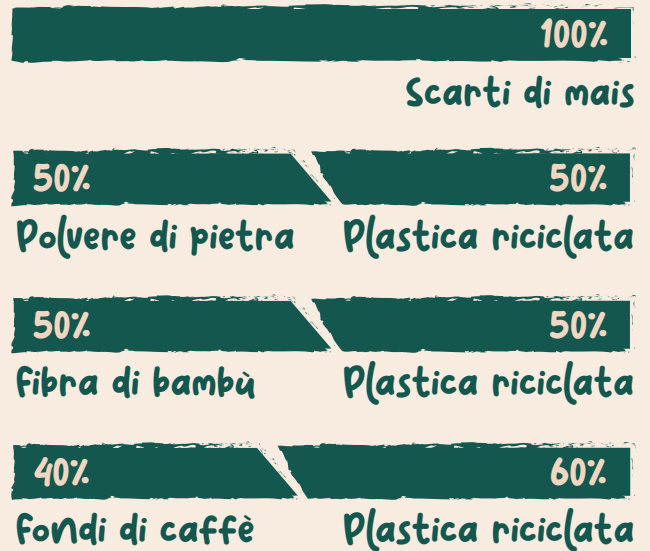 100%
Scarti di mais
50% 50%
Polvere di pietra Plastica riciclata
50% 50%
fibra di bambù Plastica riciclata
40% 60%
fondi di caffè Plastica riciclata